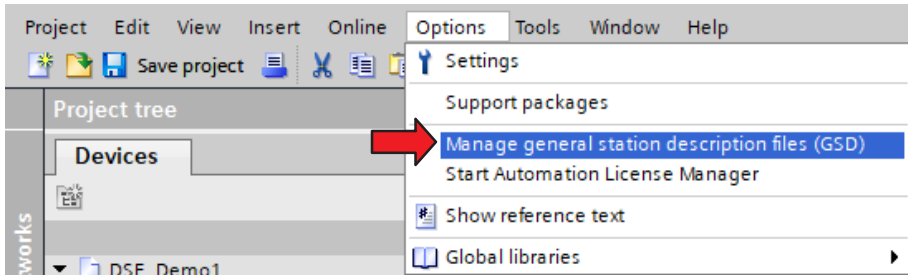 Project Edit View Insert Online Options Tools Window Help
Save project
Settings
Support packages
Project tree
Manage general station description files (GSD)
Devices
Start Automation License Manager
Show reference text
Global libraries
DSE_Demo1